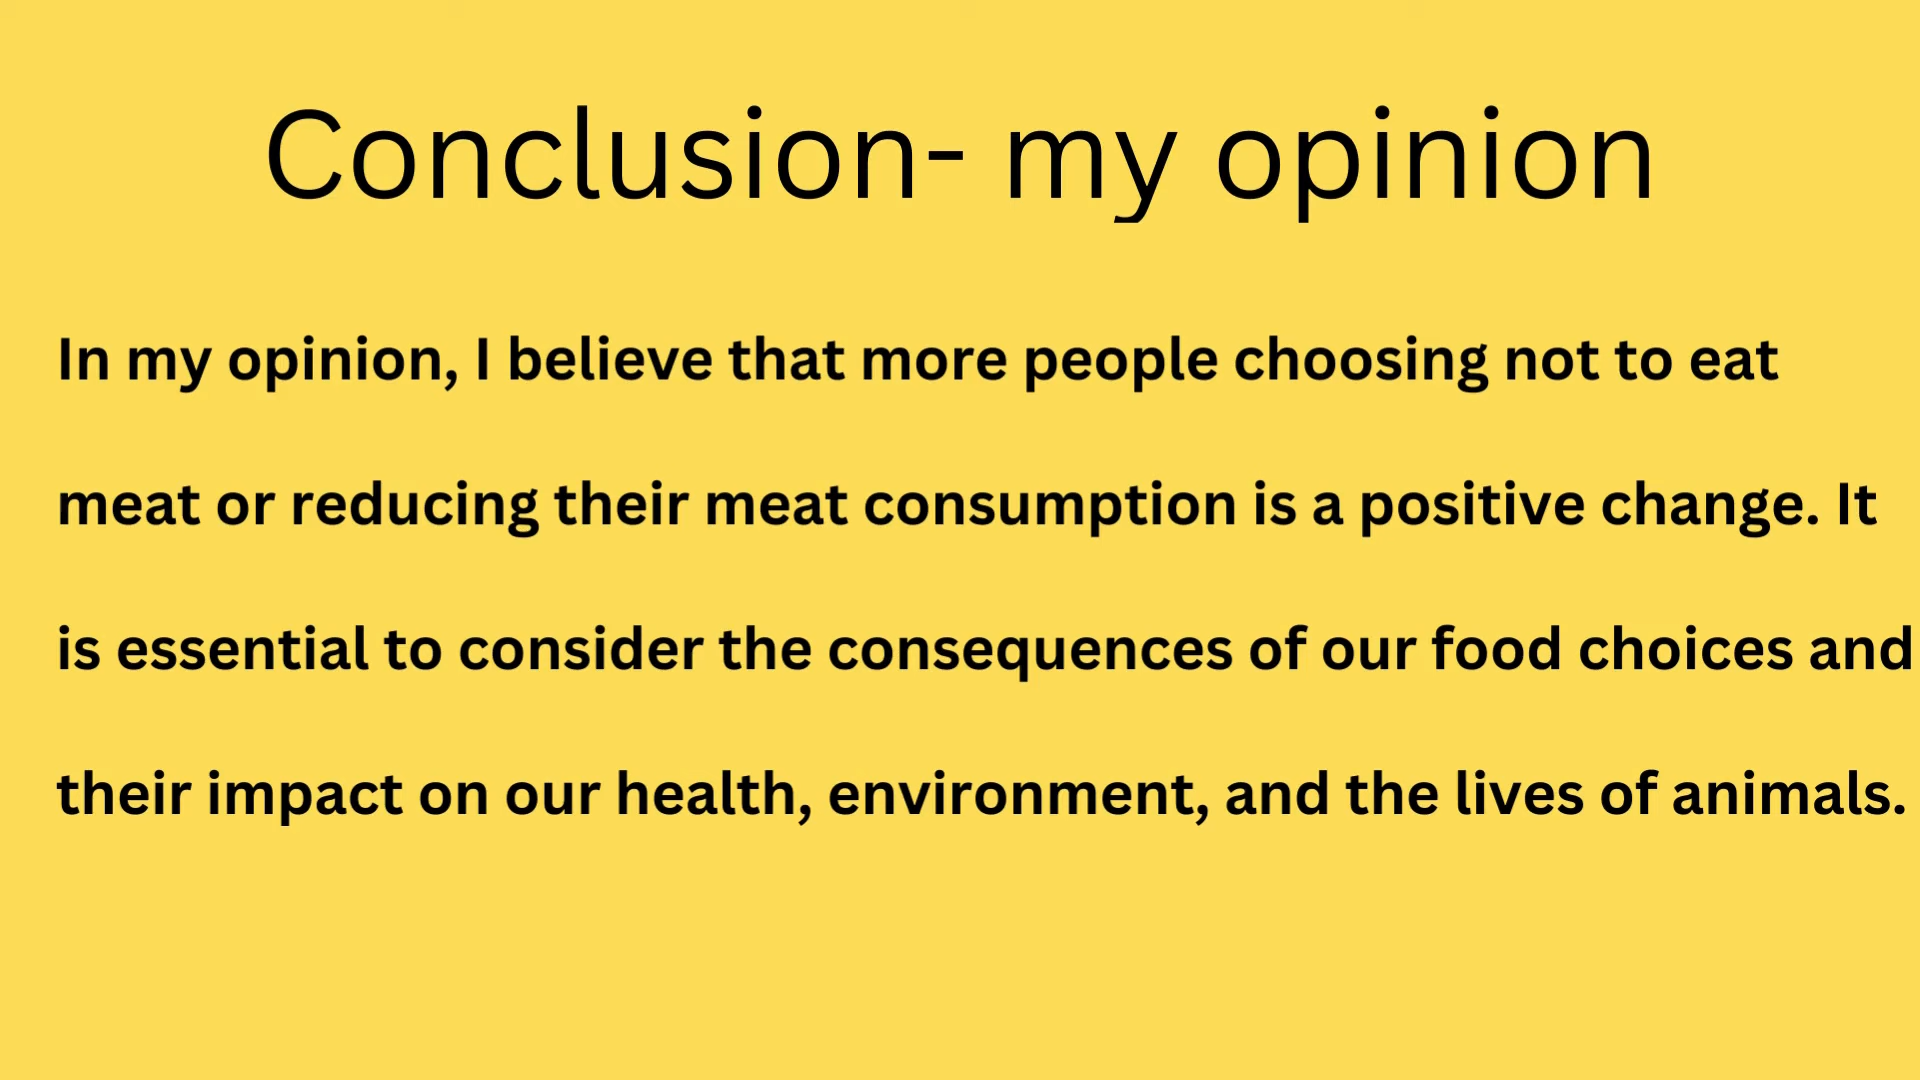 Conclusion- my opinion
In my opinion, I believe that more people choosing not to eat
meat or reducing their meat consumption is a positive change. It
is essential to consider the consequences of our food choices and
their impact on our health, environment, and the lives of animals.